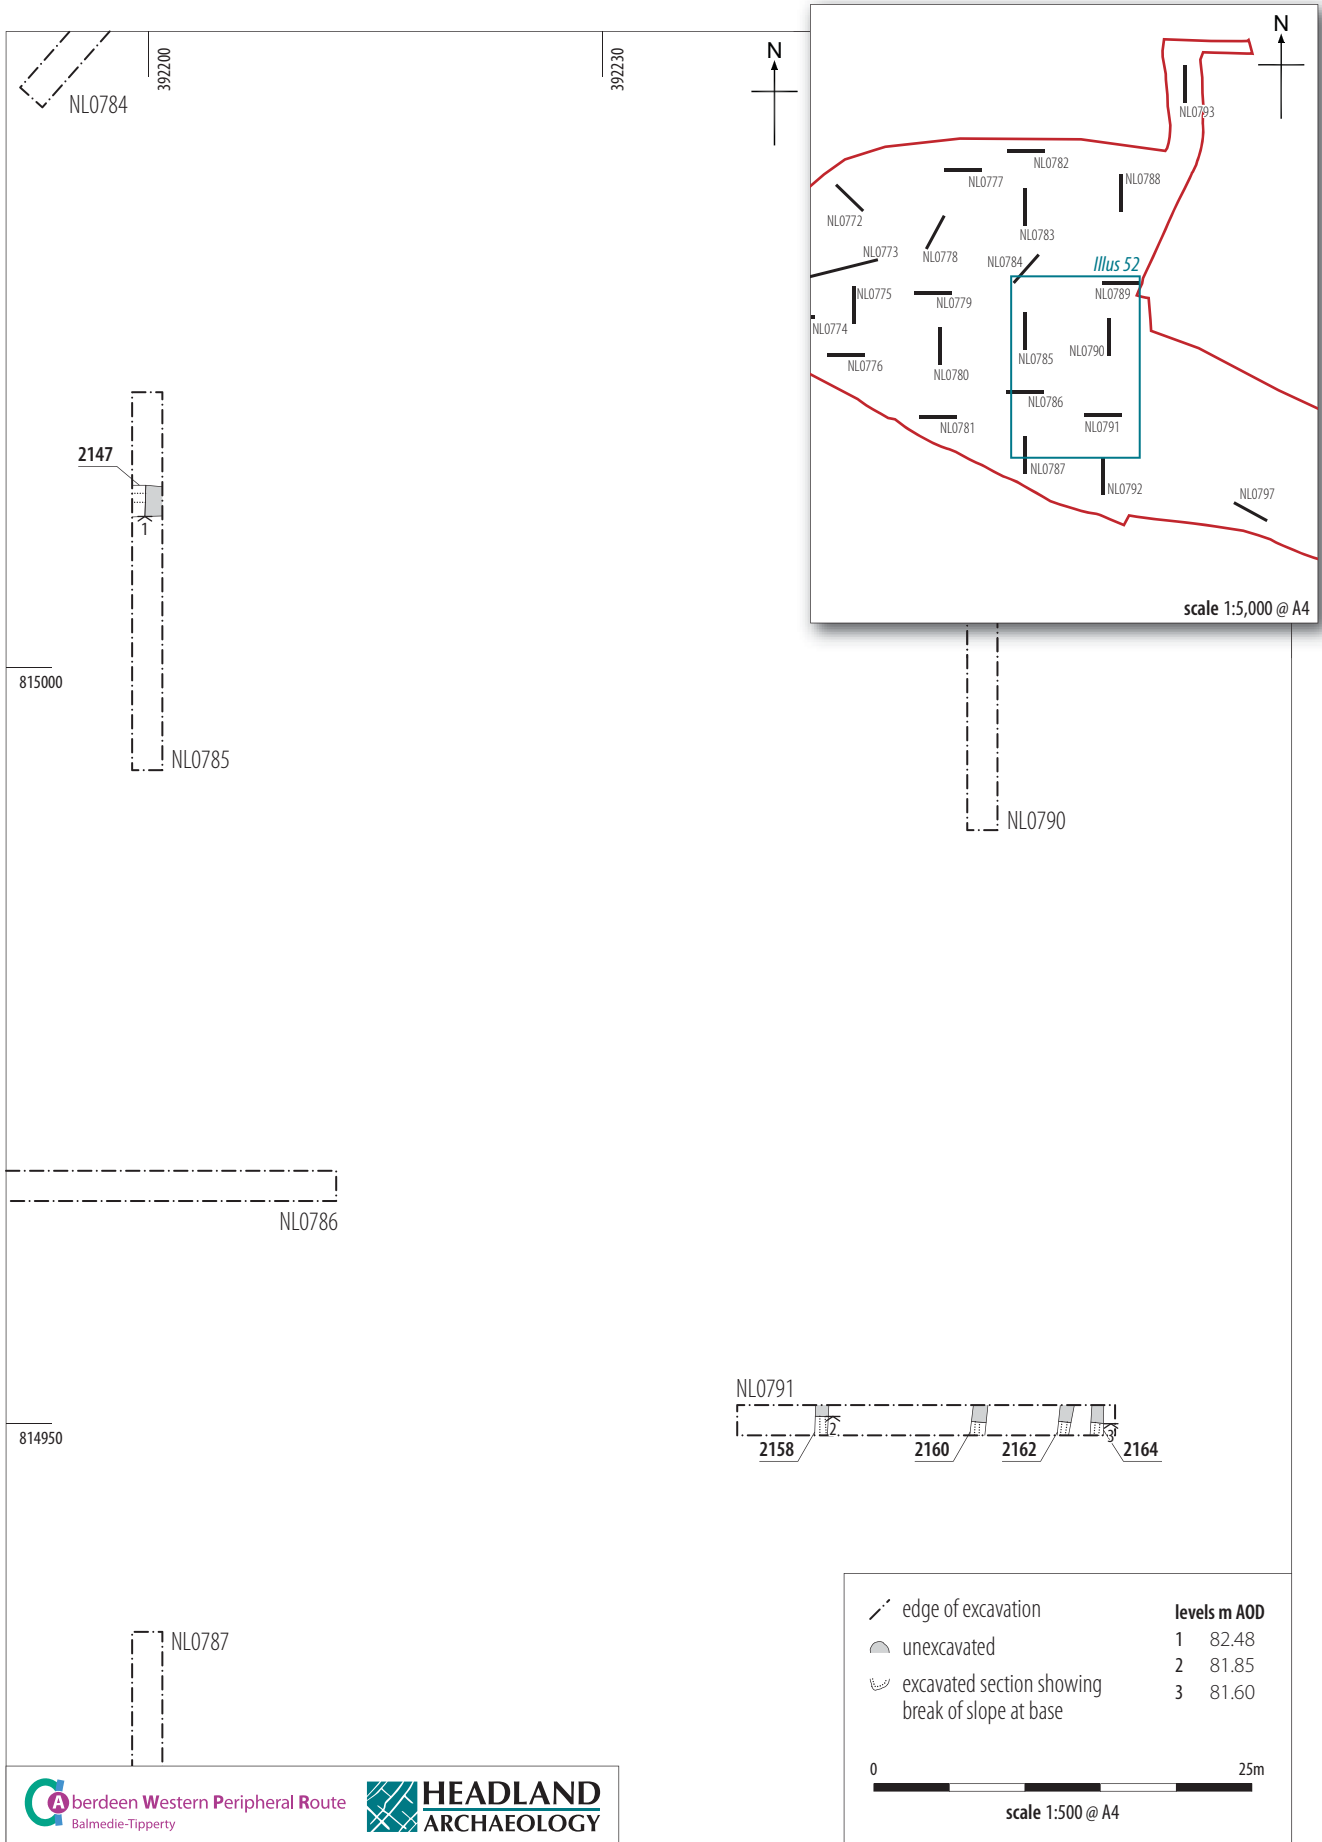 392200
392230
N
NL0784
N
NL0793
NL0782
NL0777
NL0788
NL0772
NL0783
NL0773
NL0778
NL0784
Illus 52
NL0775
NL0779
NL0789
NL0774
NL0785
NL0790
NL0776
NL0780
NL0786
NL0781
NL0791
NL0787
NL0792
NL0797
scale 1:5,000 @ A4
2147
1
815000
NL0785
NL0790
NL0786
NL0791
814950
2
3
2158
2160
2162
2164
NL0787
edge of excavation
unexcavated
excavated section showing
break of slope at base
levels m AOD
1 82.48
2 81.85
3 81.60
0 25m
scale 1:500 @ A4
Aberdeen Western Peripheral Route
Balmedie-Tipperty
HEADLAND
ARCHAEOLOGY